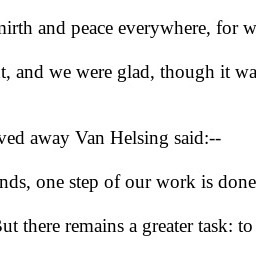 mirth and peace everywhere, for w
t, and we were glad, though it wa
ved away Van Helsing said:--
nds, one step of our work is done
But there remains a greater task: to